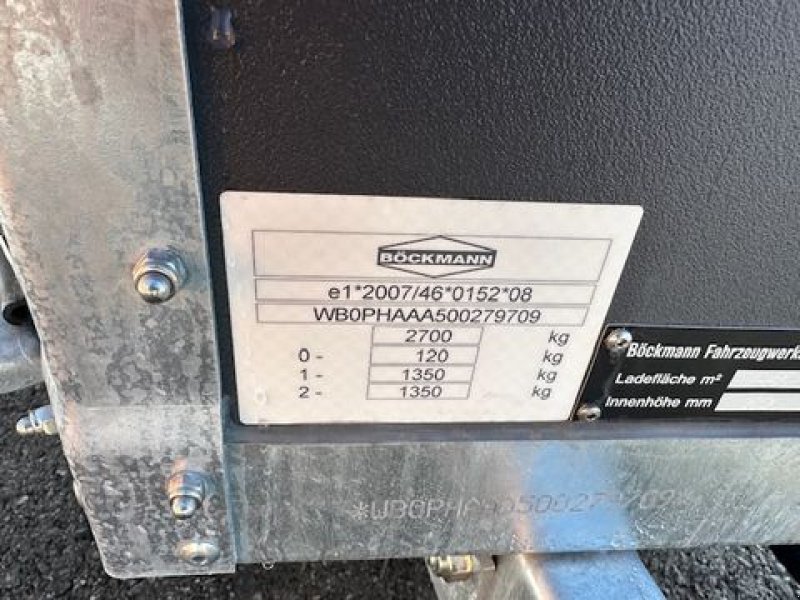 BÖCKMANN
e1*2007/46*0152*08
WB0PHAAA500279709
2700 kg
0 - 120 kg
1 - 1350 kg
2 - 1350 kg
Böckmann Fahrzeugwerke
Ladefläche m²
Innenhöhe mm